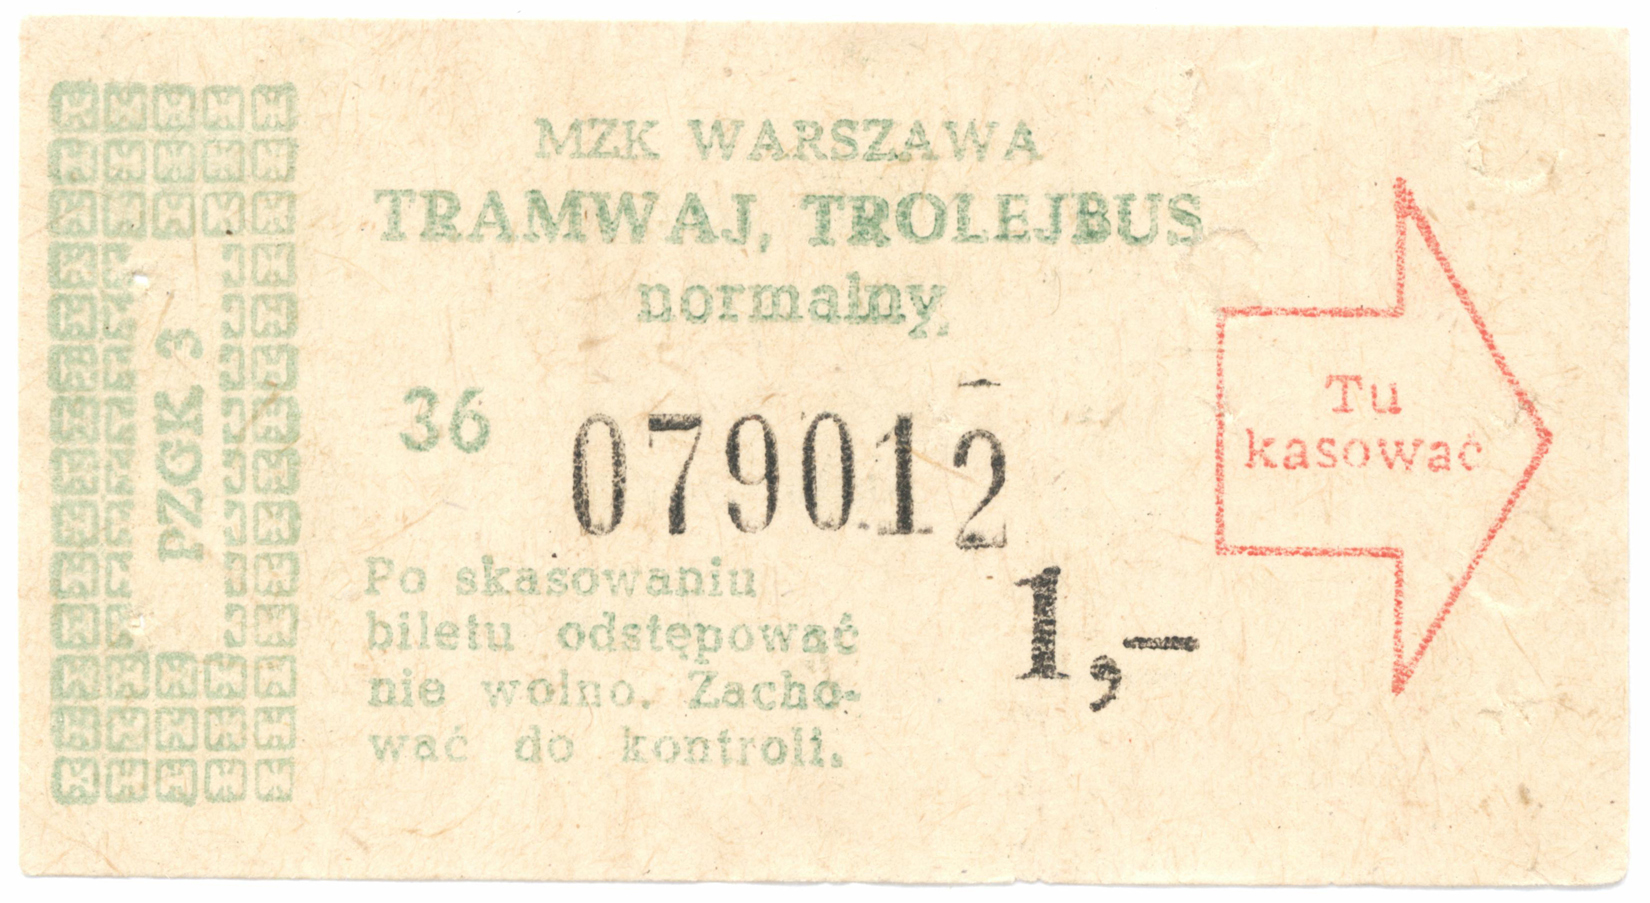 PZGK 3
MZK WARSZAWA
TRAMWAJ, TROLEJBUS
normalny,
36
079012
Tu
kasować
Po skasowaniu
biletu odstępować
nie wolno. Zacho-
wać do kontroli.
1,—